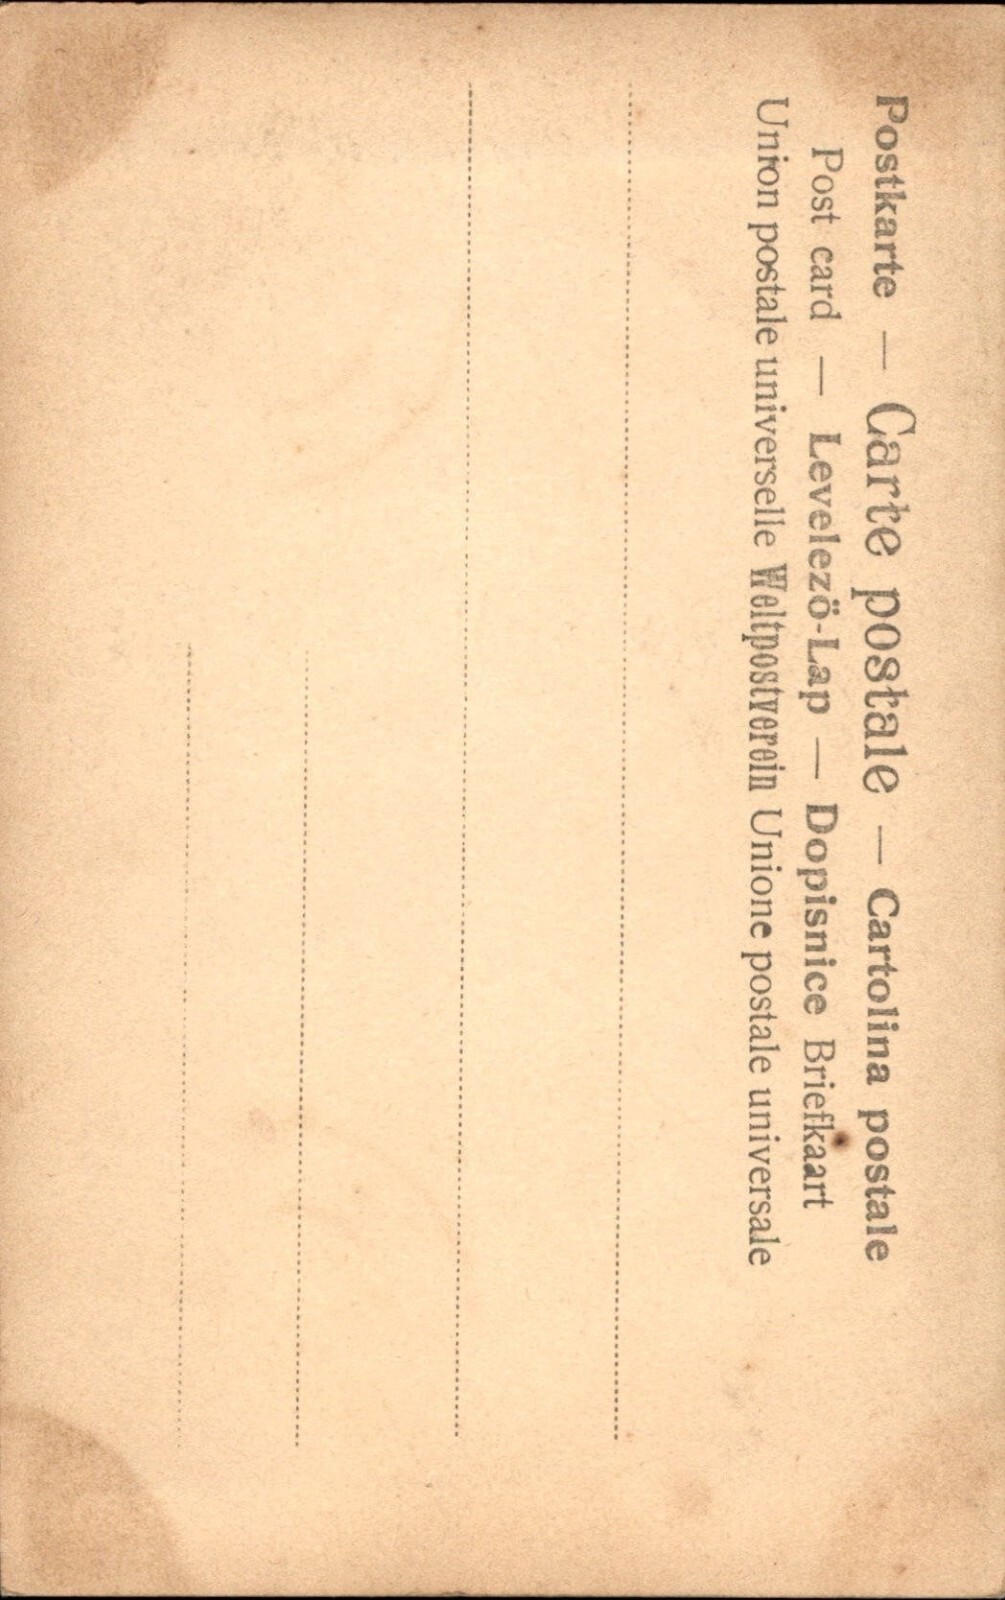 Postkarte — Carte postale — Cartolina postale
Post card — Levelezö-Lap — Dopisnice Briefkaart
Union postale universelle Weltpostverein Unione postale universale